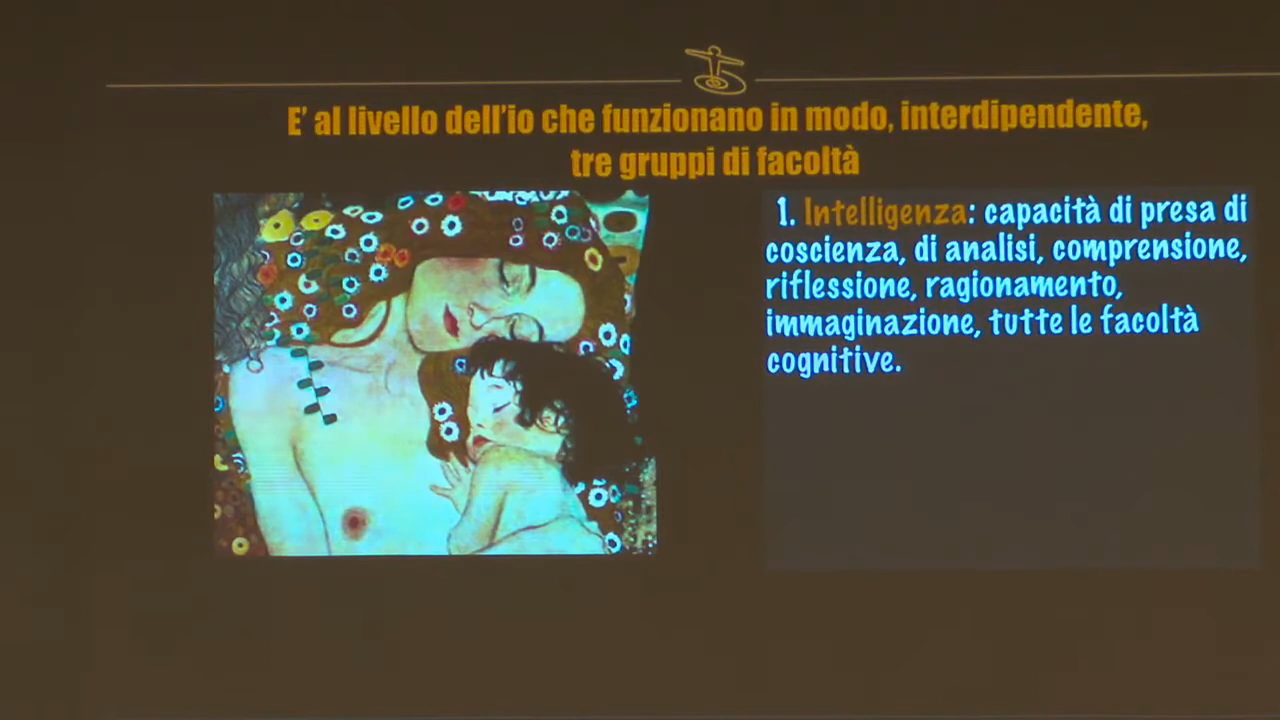 E' al livello dell'io che funzionano in modo, interdipendente,
tre gruppi di facoltà
1. Intelligenza: capacità di presa di
coscienza, di analisi, comprensione,
riflessione, ragionamento,
immaginazione, tutte le facoltà
cognitive.